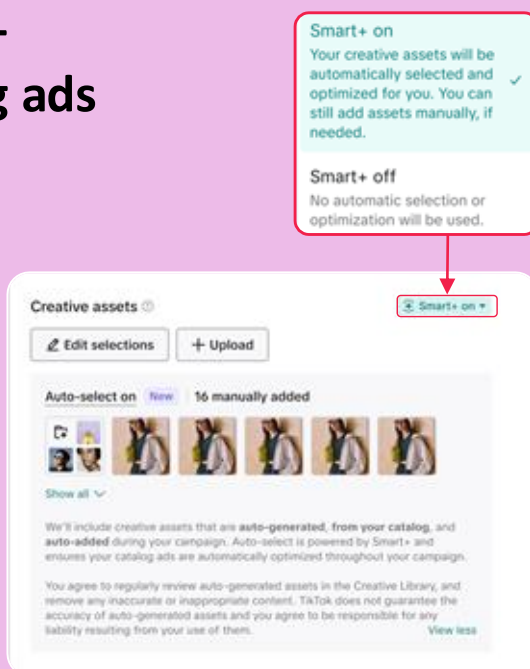 g ads
Smart+ on
Your creative assets will be
automatically selected and
optimized for you. You can
still add assets manually, if
needed.
Smart+ off
No automatic selection or
optimization will be used.
Creative assets
Smart+ on
Edit selections
+ Upload
Auto-select on New 16 manually added
Show all
We'll include creative assets that are auto-generated, from your catalog, and
auto-added during your campaign. Auto-select is powered by Smart+ and
ensures your catalog ads are automatically optimized throughout your campaign.
You agree to regularly review auto-generated assets in the Creative Library, and
remove any inaccurate or inappropriate content. TikTok does not guarantee the
accuracy of auto-generated assets and you agree to be responsible for any
liability resulting from your use of them. View less